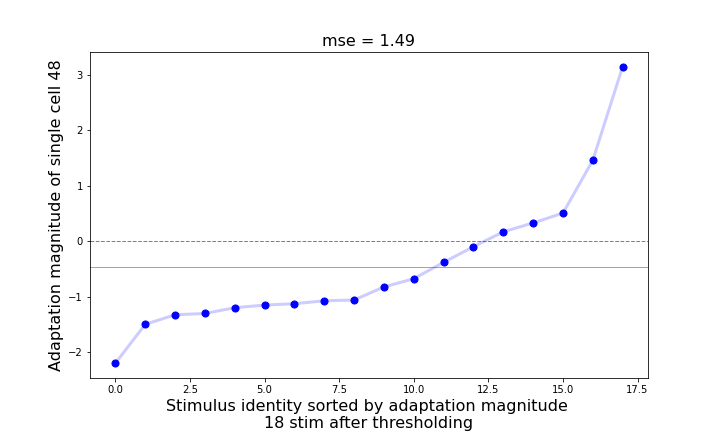 mse = 1.49
Adaptation magnitude of single cell 48
3
2
1
0
−1
−2
0.0 2.5 5.0 7.5 10.0 12.5 15.0 17.5
Stimulus identity sorted by adaptation magnitude
18 stim after thresholding